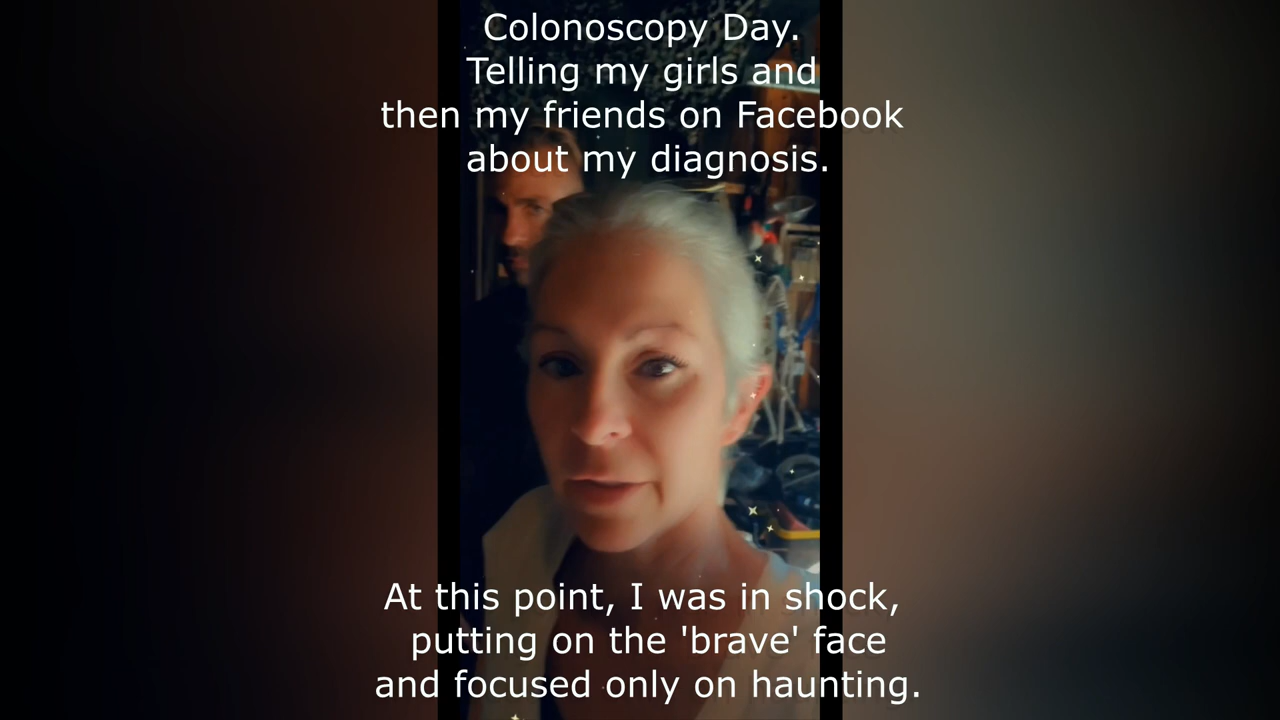 Colonoscopy Day.
Telling my girls and
then my friends on Facebook
about my diagnosis.
At this point, I was in shock,
putting on the 'brave' face
and focused only on haunting.